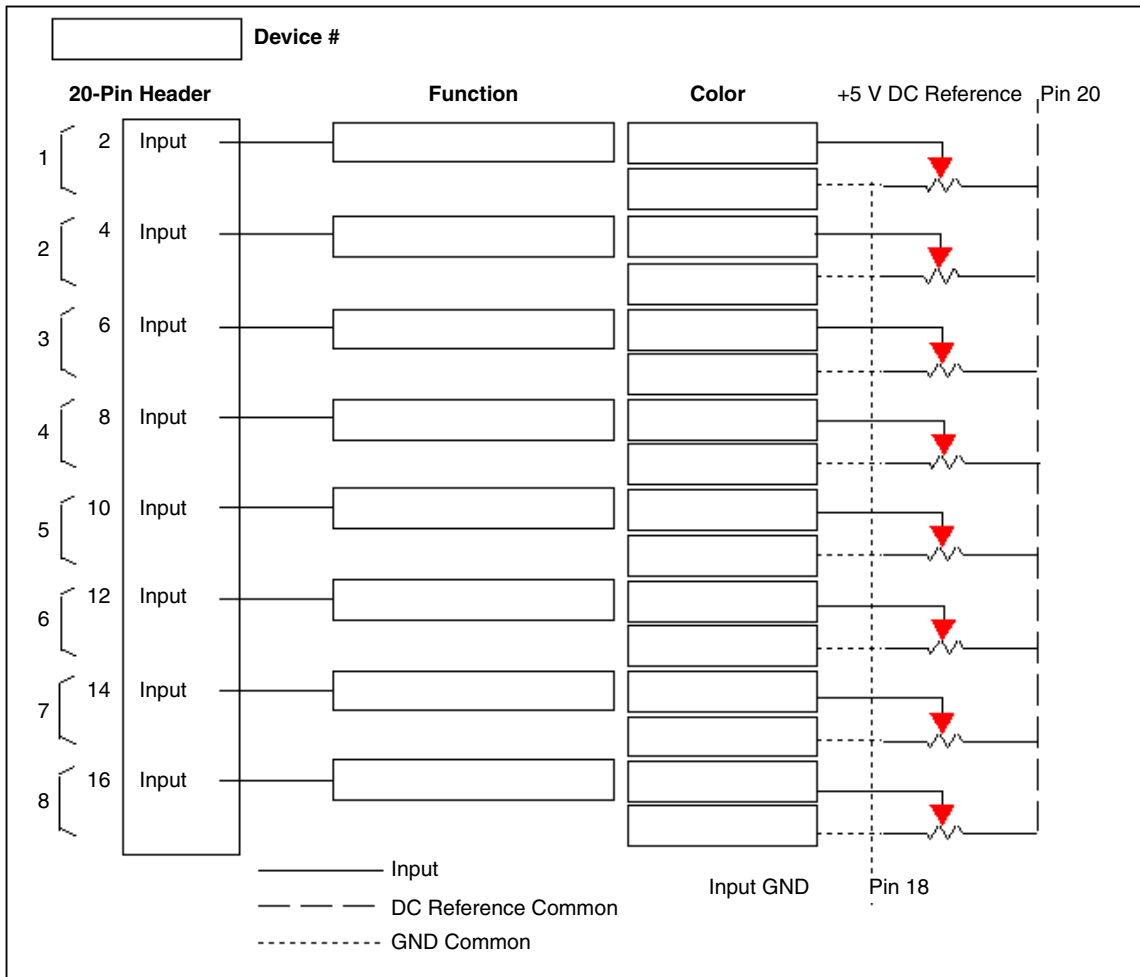 Device #
20-Pin Header Function Color +5 V DC Reference Pin 20
1 2 Input
2 4 Input
3 6 Input
4 8 Input
5 10 Input
6 12 Input
7 14 Input
8 16 Input
Input
Input GND Pin 18
DC Reference Common
GND Common